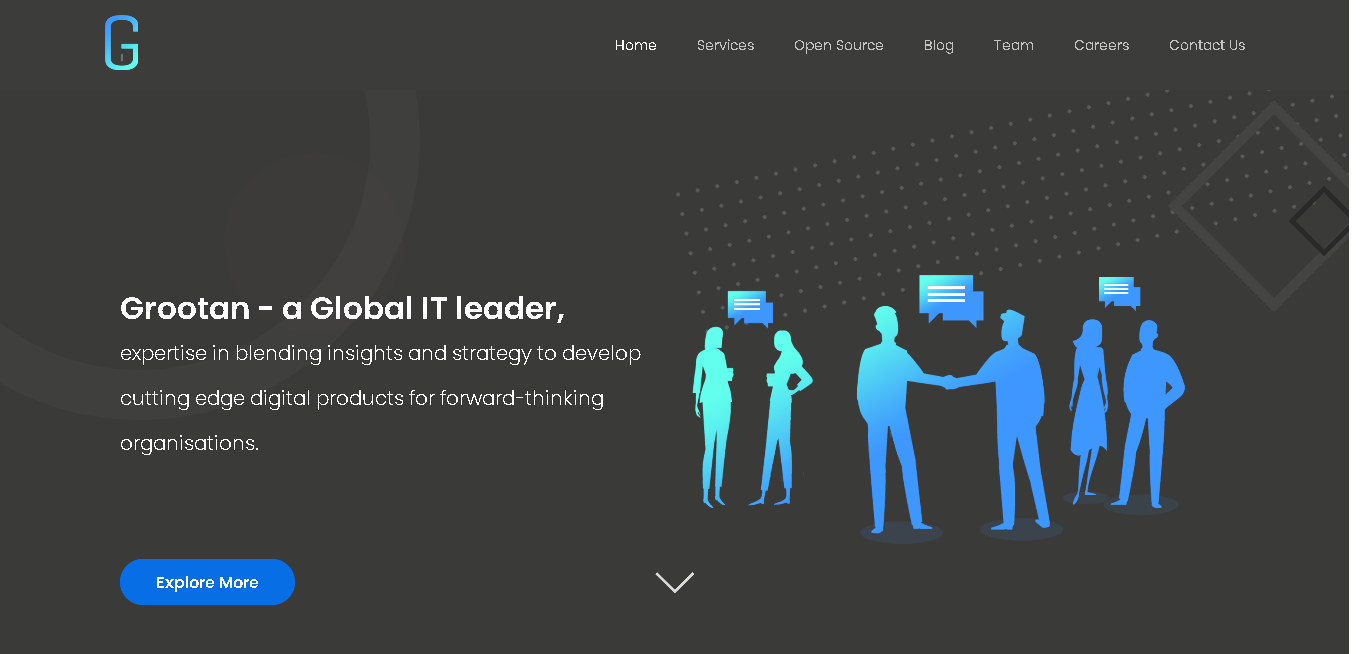 G
Home Services Open Source Blog Team Careers Contact Us
Grootan - a Global IT leader,
expertise in blending insights and strategy to develop
cutting edge digital products for forward-thinking
organisations.
Explore More